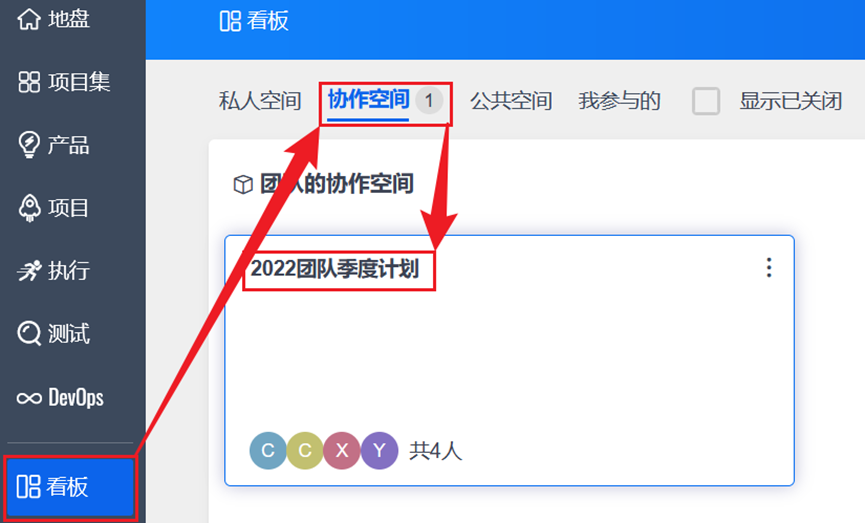 地盘
项目集
产品
项目
执行
测试
DevOps
看板
看板
私人空间 协作空间 1 公共空间 我参与的 显示已关闭
团队的协作空间
2022团队季度计划
C C X Y 共4人